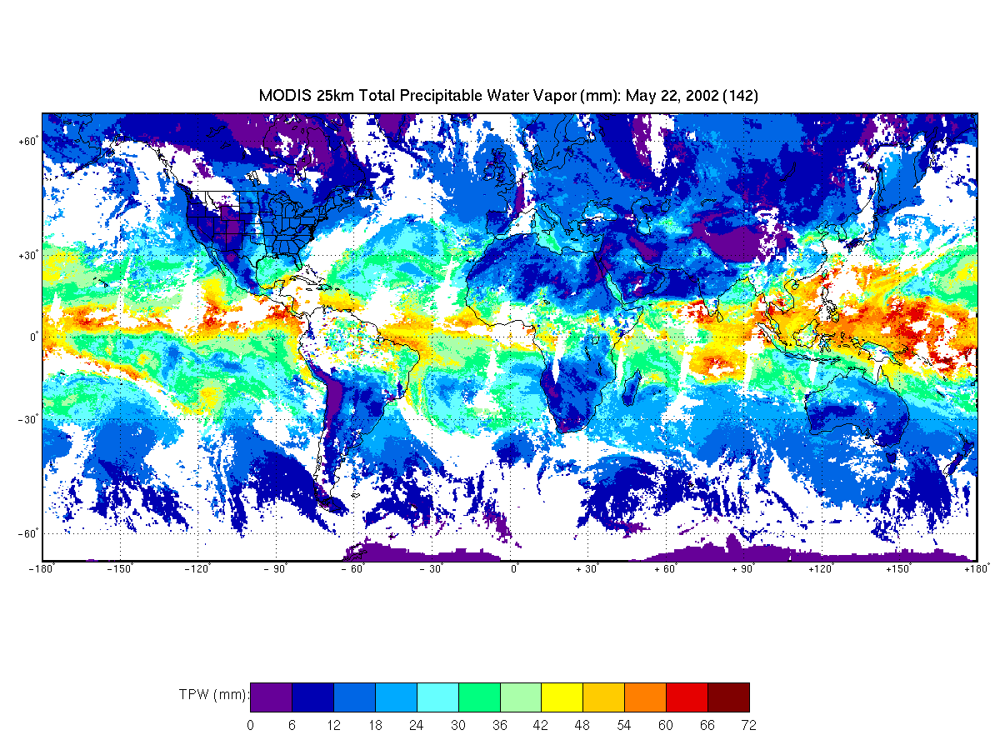 MODIS 25km Total Precipitable Water Vapor (mm): May 22, 2002 (142)
+60°
+30°
0°
−30°
−60°
−180° −150° −120° − 90° − 60° − 30° 0° + 30° + 60° + 90° +120° +150° +180°
TPW (mm):
0 6 12 18 24 30 36 42 48 54 60 66 72